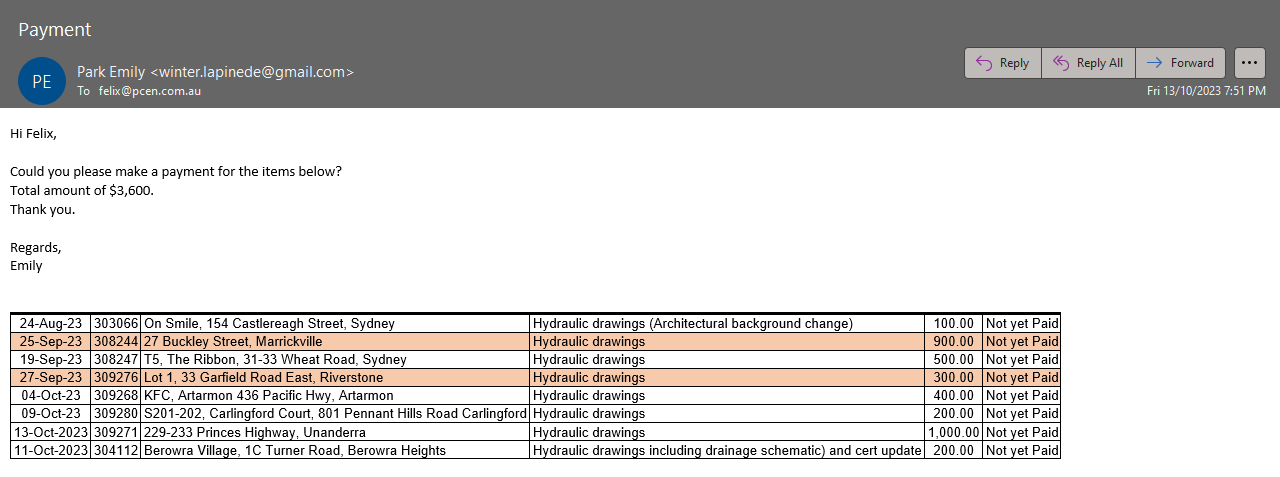 Payment
PE
Park Emily <winter.lapinede@gmail.com>
To felix@pcen.com.au
Reply
Reply All
Forward
Fri 13/10/2023 7:51 PM
Hi Felix,
Could you please make a payment for the items below?
Total amount of $3,600.
Thank you.
Regards,
Emily
24-Aug-23 303066 On Smile, 154 Castlereagh Street, Sydney Hydraulic drawings (Architectural background change) 100.00 Not yet Paid
25-Sep-23 308244 27 Buckley Street, Marrickville Hydraulic drawings 900.00 Not yet Paid
19-Sep-23 308247 T5, The Ribbon, 31-33 Wheat Road, Sydney Hydraulic drawings 500.00 Not yet Paid
27-Sep-23 309276 Lot 1, 33 Garfield Road East, Riverstone Hydraulic drawings 300.00 Not yet Paid
04-Oct-23 309268 KFC, Artarmon 436 Pacific Hwy, Artarmon Hydraulic drawings 400.00 Not yet Paid
09-Oct-23 309280 S201-202, Carlingford Court, 801 Pennant Hills Road Carlingford Hydraulic drawings 200.00 Not yet Paid
13-Oct-2023 309271 229-233 Princes Highway, Unanderra Hydraulic drawings 1,000.00 Not yet Paid
11-Oct-2023 304112 Berowra Village, 1C Turner Road, Berowra Heights Hydraulic drawings including drainage schematic) and cert update 200.00 Not yet Paid